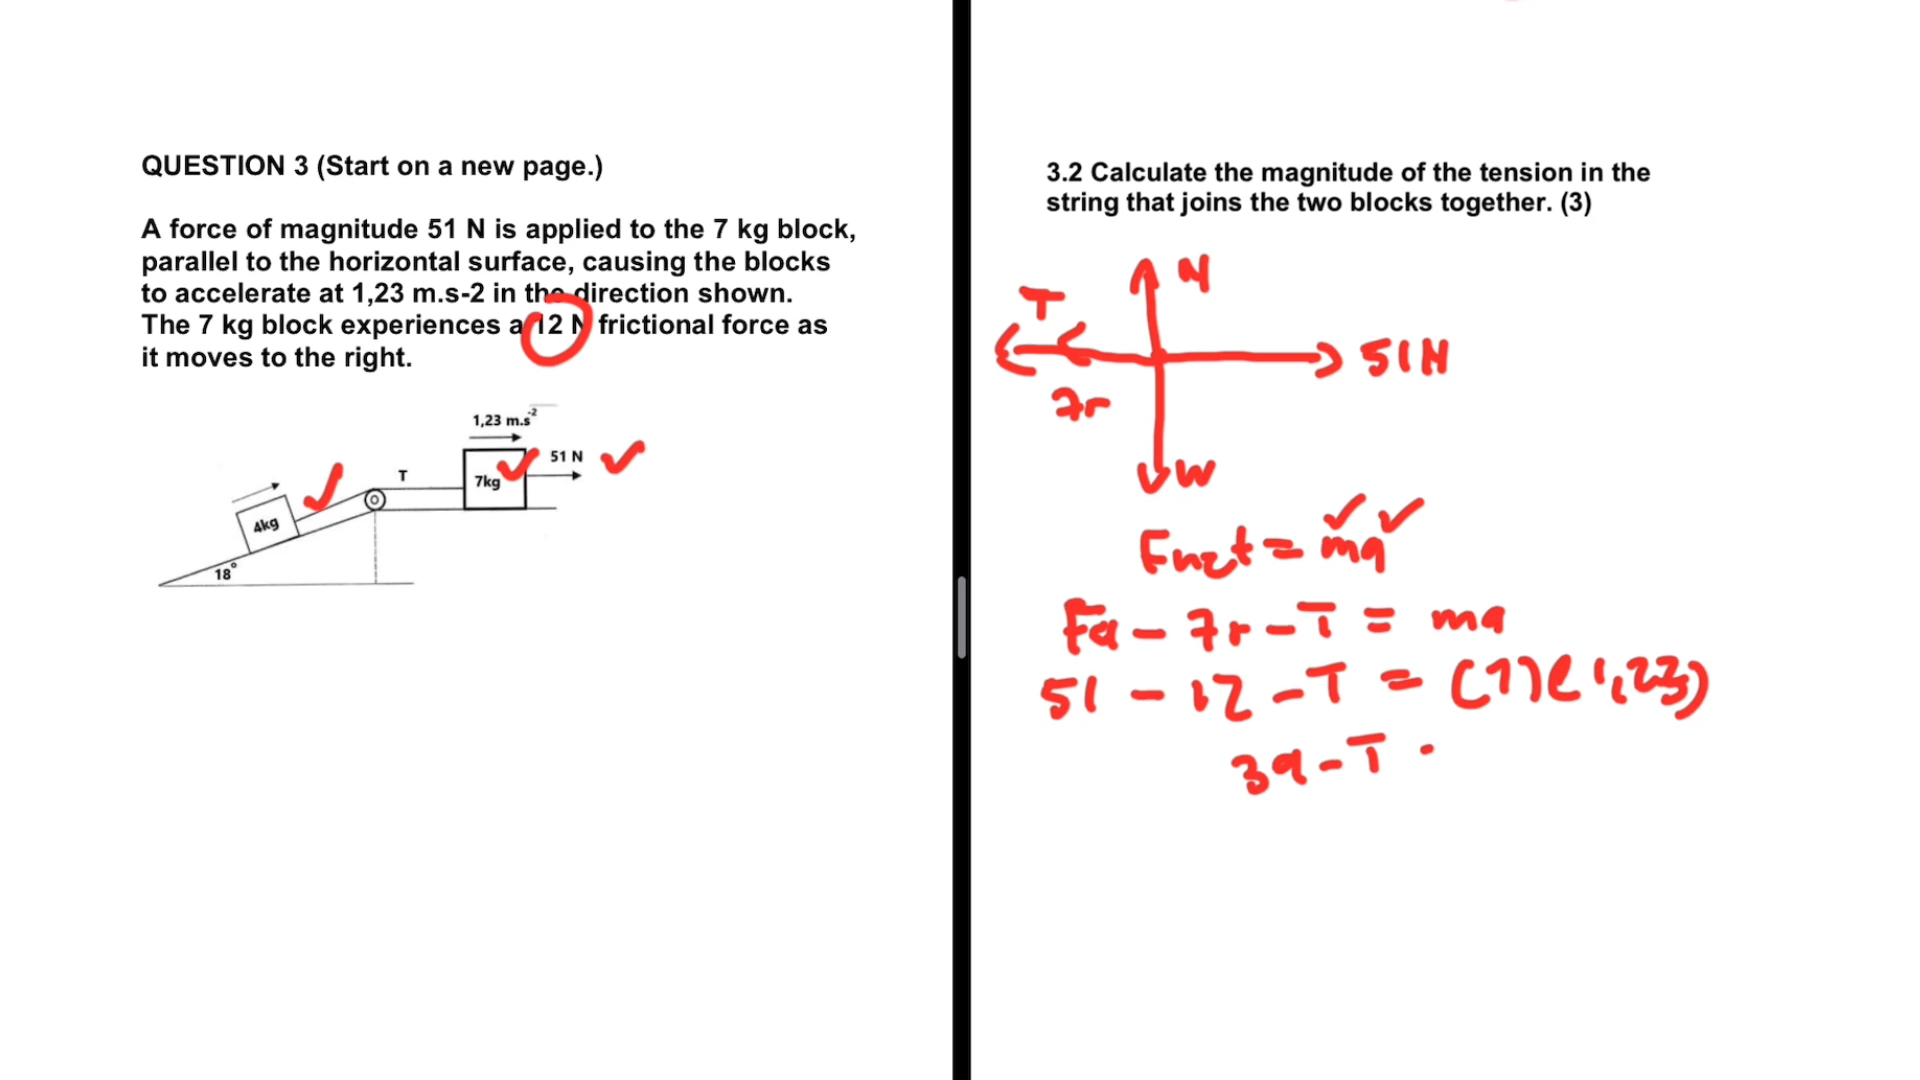 QUESTION 3 (Start on a new page.)
A force of magnitude 51 N is applied to the 7 kg block,
parallel to the horizontal surface, causing the blocks
to accelerate at 1,23 m.s-2 in the direction shown.
The 7 kg block experiences a 12 N frictional force as
it moves to the right.
1,23 m.s-2
51 N
T
7kg
4kg
18°
3.2 Calculate the magnitude of the tension in the
string that joins the two blocks together. (3)
N
T
51N
7r
W
Fnet = ma
Fa - 7r - T = ma
51 - 12 - T = (7)(1,23)
39 - T